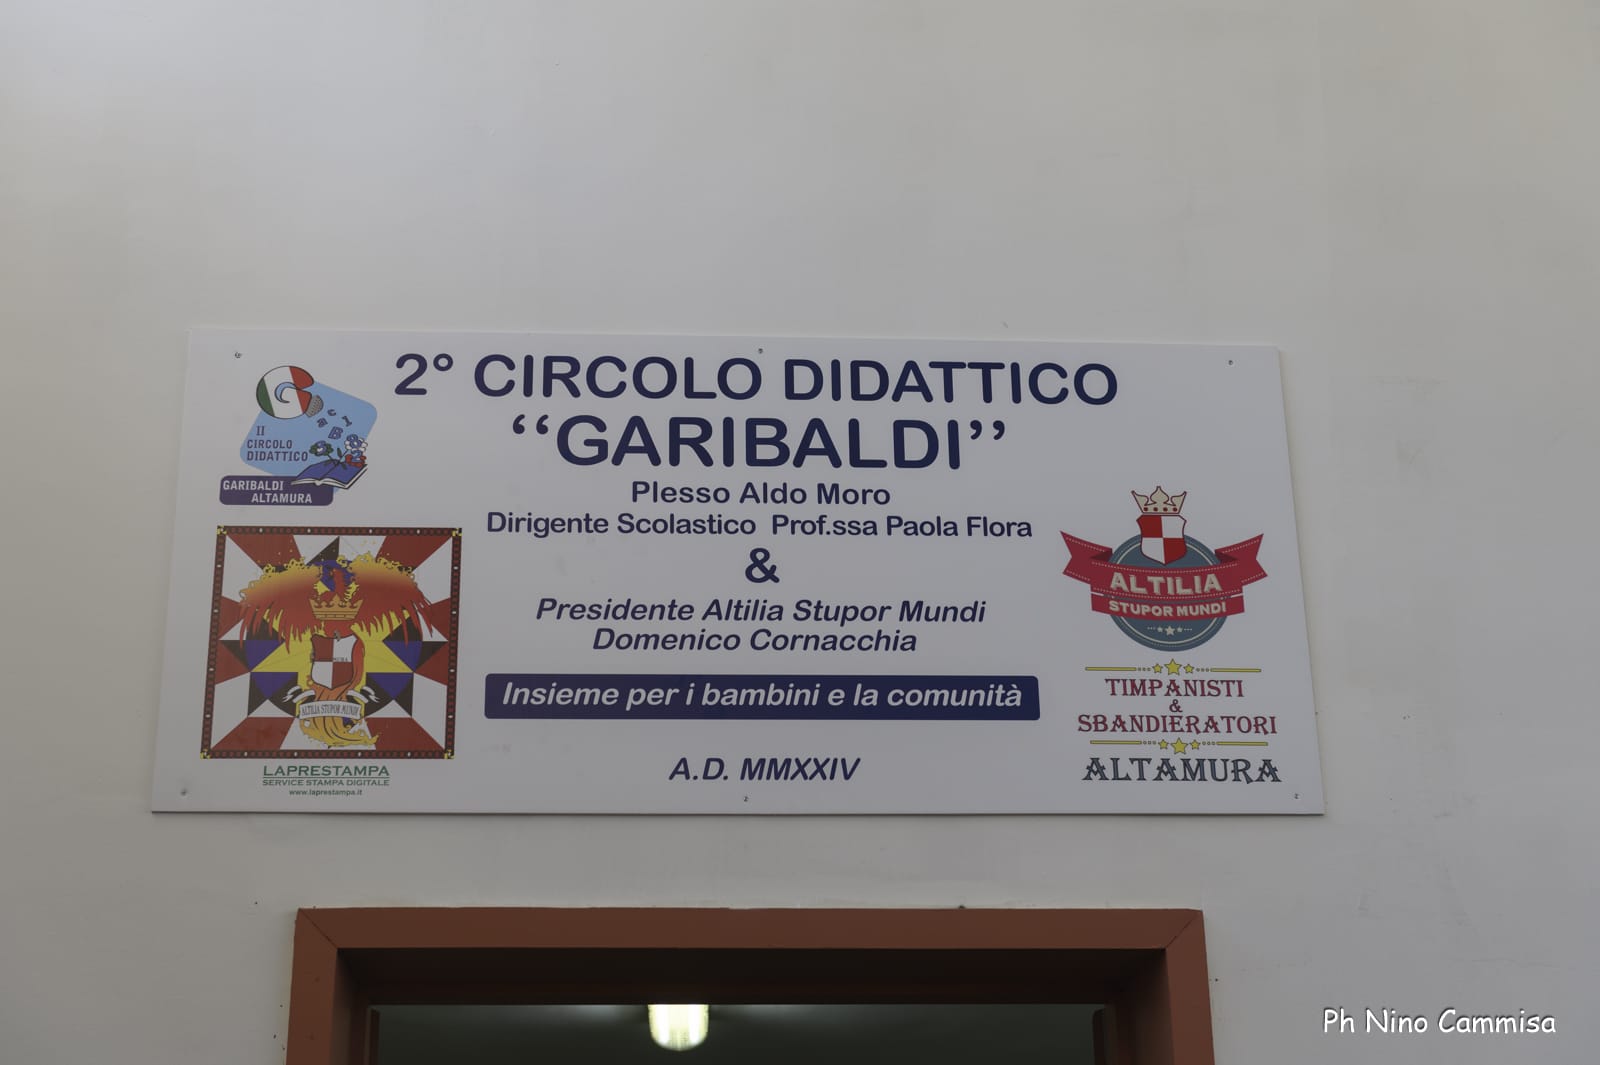 2° CIRCOLO DIDATTICO
“GARIBALDI”
Plesso Aldo Moro
Dirigente Scolastico Prof.ssa Paola Flora
&
Presidente Altilia Stupor Mundi
Domenico Cornacchia
Insieme per i bambini e la comunità
A.D. MMXXIV
II
CIRCOLO
DIDATTICO
GARIBALDI
ALTAMURA
ALTILIA STUPOR MUNDI
LAPRESTAMPA
SERVICE STAMPA DIGITALE
www.laprestampa.it
ALTILIA
STUPOR MUNDI
TIMPANISTI
&
SBANDIERATORI
ALTAMURA
Ph Nino Cammisa